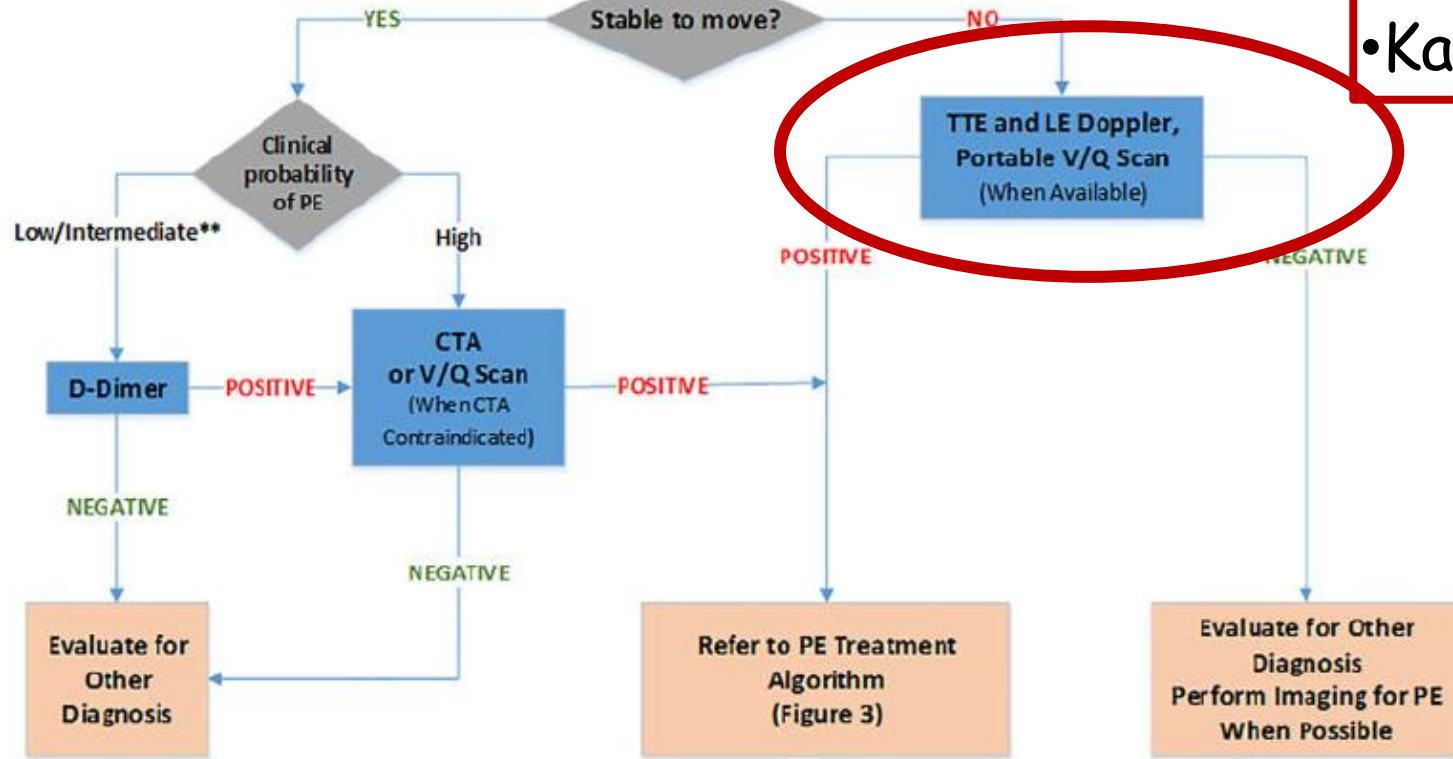 Stable to move?
YES
NO
•Ka
TTE and LE Doppler,
Portable V/Q Scan
(When Available)
Clinical
probability
of PE
Low/Intermediate**
High
POSITIVE
NEGATIVE
CTA
or V/Q Scan
(When CTA
Contraindicated)
D-Dimer
POSITIVE
POSITIVE
NEGATIVE
NEGATIVE
Evaluate for
Other
Diagnosis
Refer to PE Treatment
Algorithm
(Figure 3)
Evaluate for Other
Diagnosis
Perform Imaging for PE
When Possible